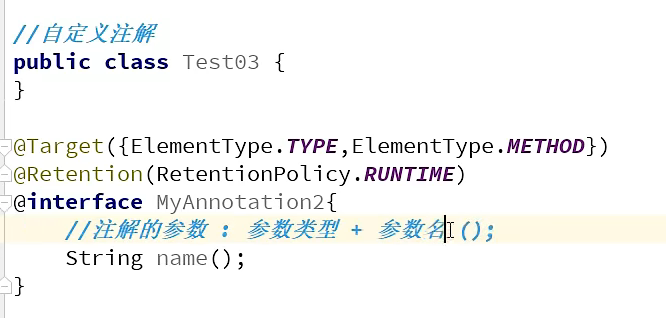 //自定义注解
public class Test03 {
}
@Target({ElementType.TYPE,ElementType.METHOD})
@Retention(RetentionPolicy.RUNTIME)
@interface MyAnnotation2{
//注解的参数 : 参数类型 + 参数名 ();
String name();
}